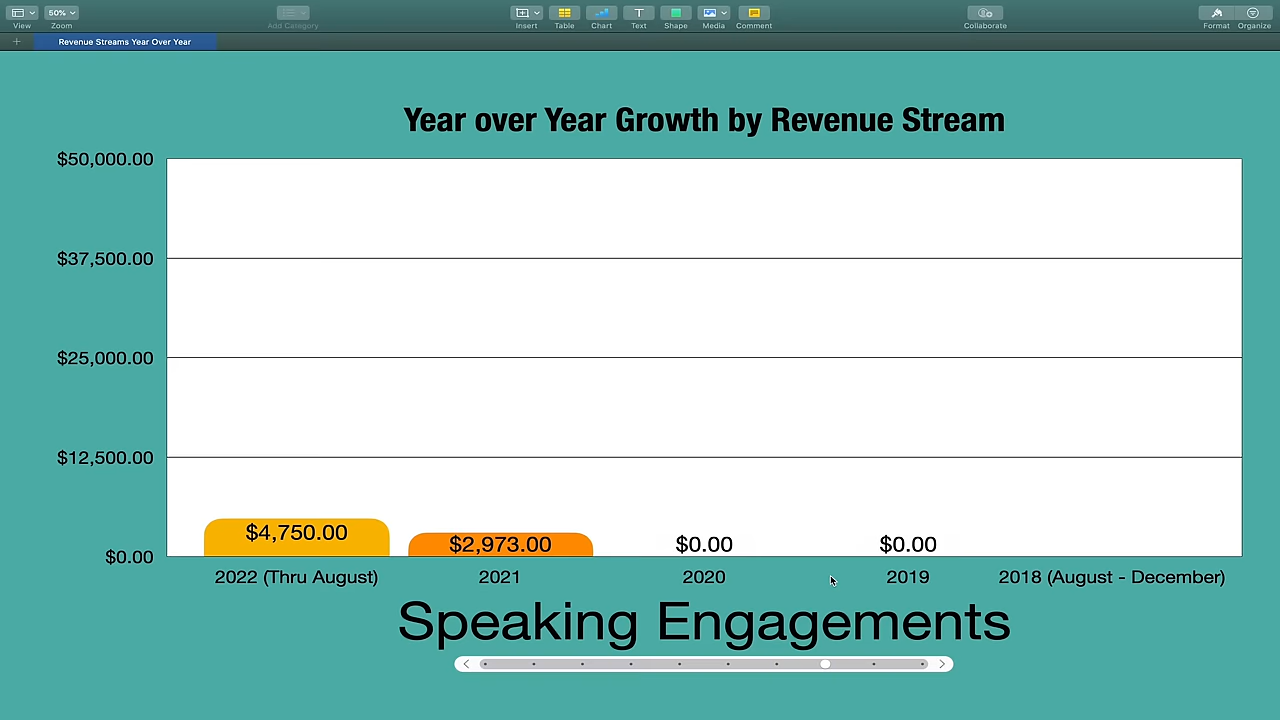 50%
View
Zoom
Add Category
Insert
Table
Chart
Text
Shape
Media
Comment
Collaborate
Format
Organize
Revenue Streams Year Over Year
Year over Year Growth by Revenue Stream
$50,000.00
$37,500.00
$25,000.00
$12,500.00
$0.00
$4,750.00
$2,973.00
$0.00
$0.00
2022 (Thru August)
2021
2020
2019
2018 (August - December)
Speaking Engagements